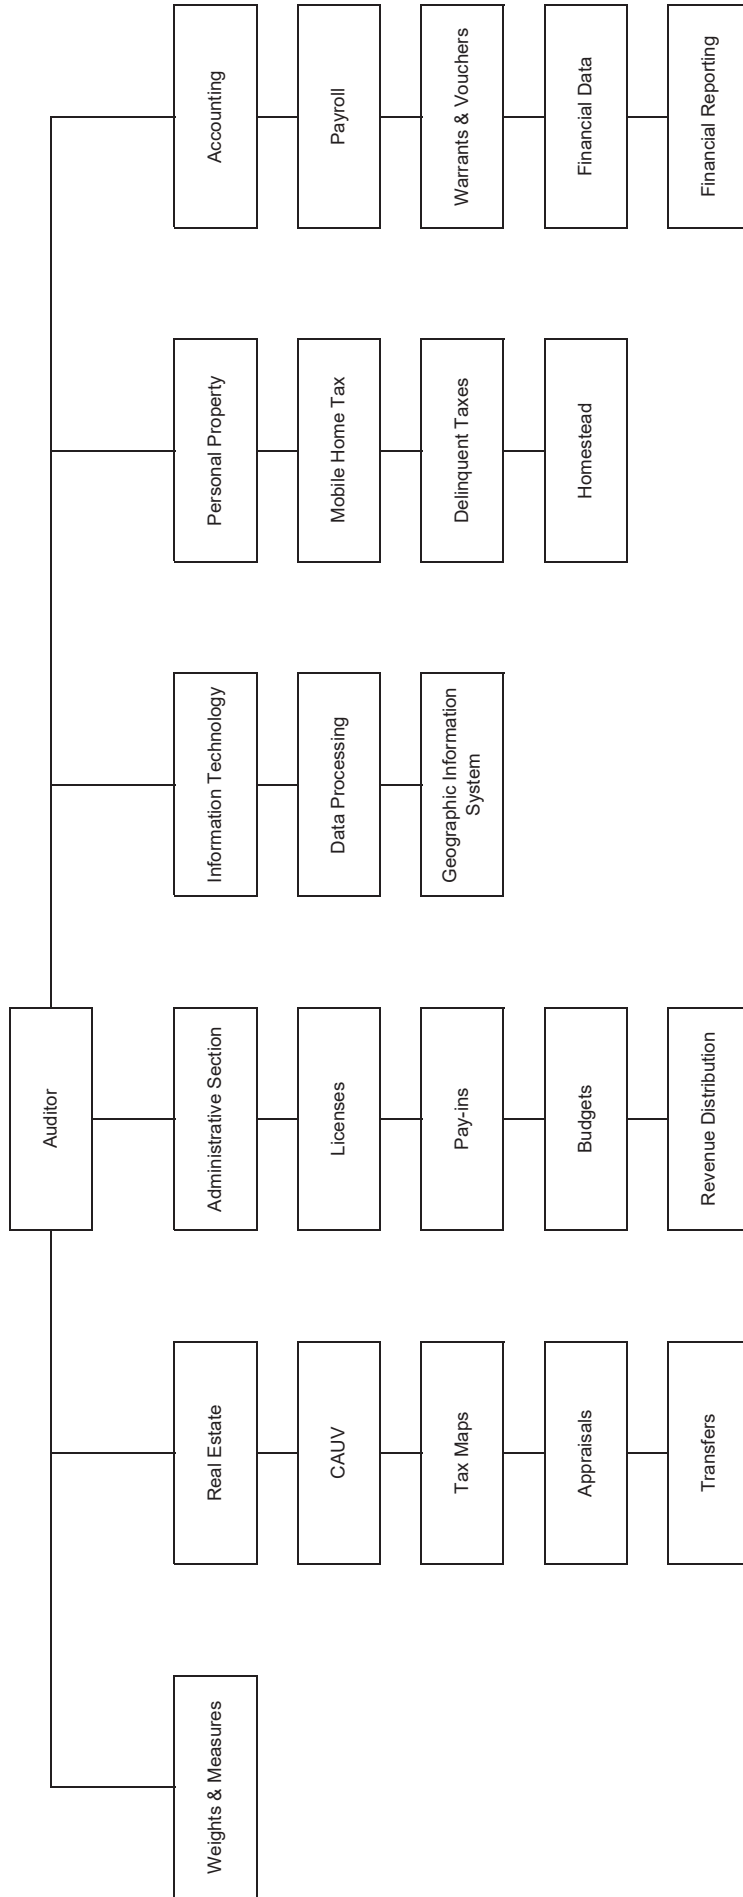 Auditor
Weights & Measures
Real Estate
CAUV
Tax Maps
Appraisals
Transfers
Administrative Section
Licenses
Pay-ins
Budgets
Revenue Distribution
Information Technology
Data Processing
Geographic Information
System
Personal Property
Mobile Home Tax
Delinquent Taxes
Homestead
Accounting
Payroll
Warrants & Vouchers
Financial Data
Financial Reporting